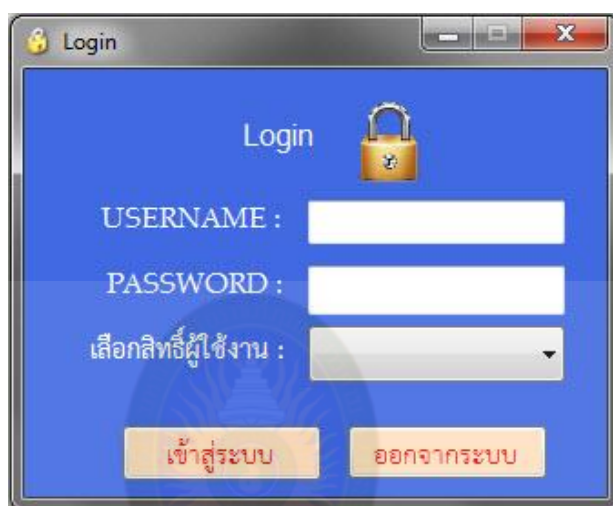 Login
Login
USERNAME :
PASSWORD :
เลือกสิทธิ์ผู้ใช้งาน :
เข้าสู่ระบบ ออกจากระบบ